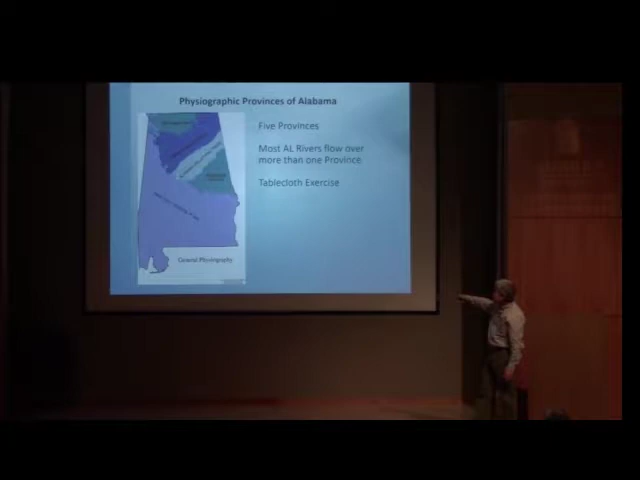 Physiographic Provinces of Alabama
Five Provinces
Most AL Rivers flow over
more than one Province
Tablecloth Exercise
General Physiography